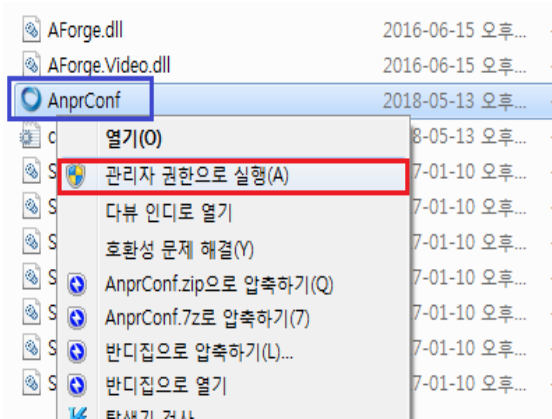 AForge.dll 2016-06-15 오후...
AForge.Video.dll 2016-06-15 오후...
AnprConf 2018-05-13 오후...
c 8-05-13 오후...
열기(O)
S 7-01-10 오후...
관리자 권한으로 실행(A)
S 7-01-10 오후...
다뷰 인디로 열기
S 7-01-10 오후...
호환성 문제 해결(Y)
S 7-01-10 오후...
AnprConf.zip으로 압축하기(Q)
S 7-01-10 오후...
AnprConf.7z로 압축하기(7)
S 7-01-10 오후...
반디집으로 압축하기(L)...
S 7-01-10 오후...
반디집으로 열기